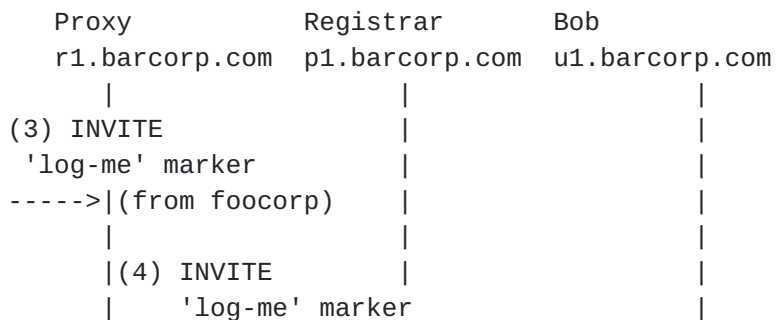 Proxy Registrar Bob
r1.barcorp.com p1.barcorp.com u1.barcorp.com
| | |
(3) INVITE | |
'log-me' marker | |
----->|(from foocorp) | |
| | |
|(4) INVITE | |
| 'log-me' marker |